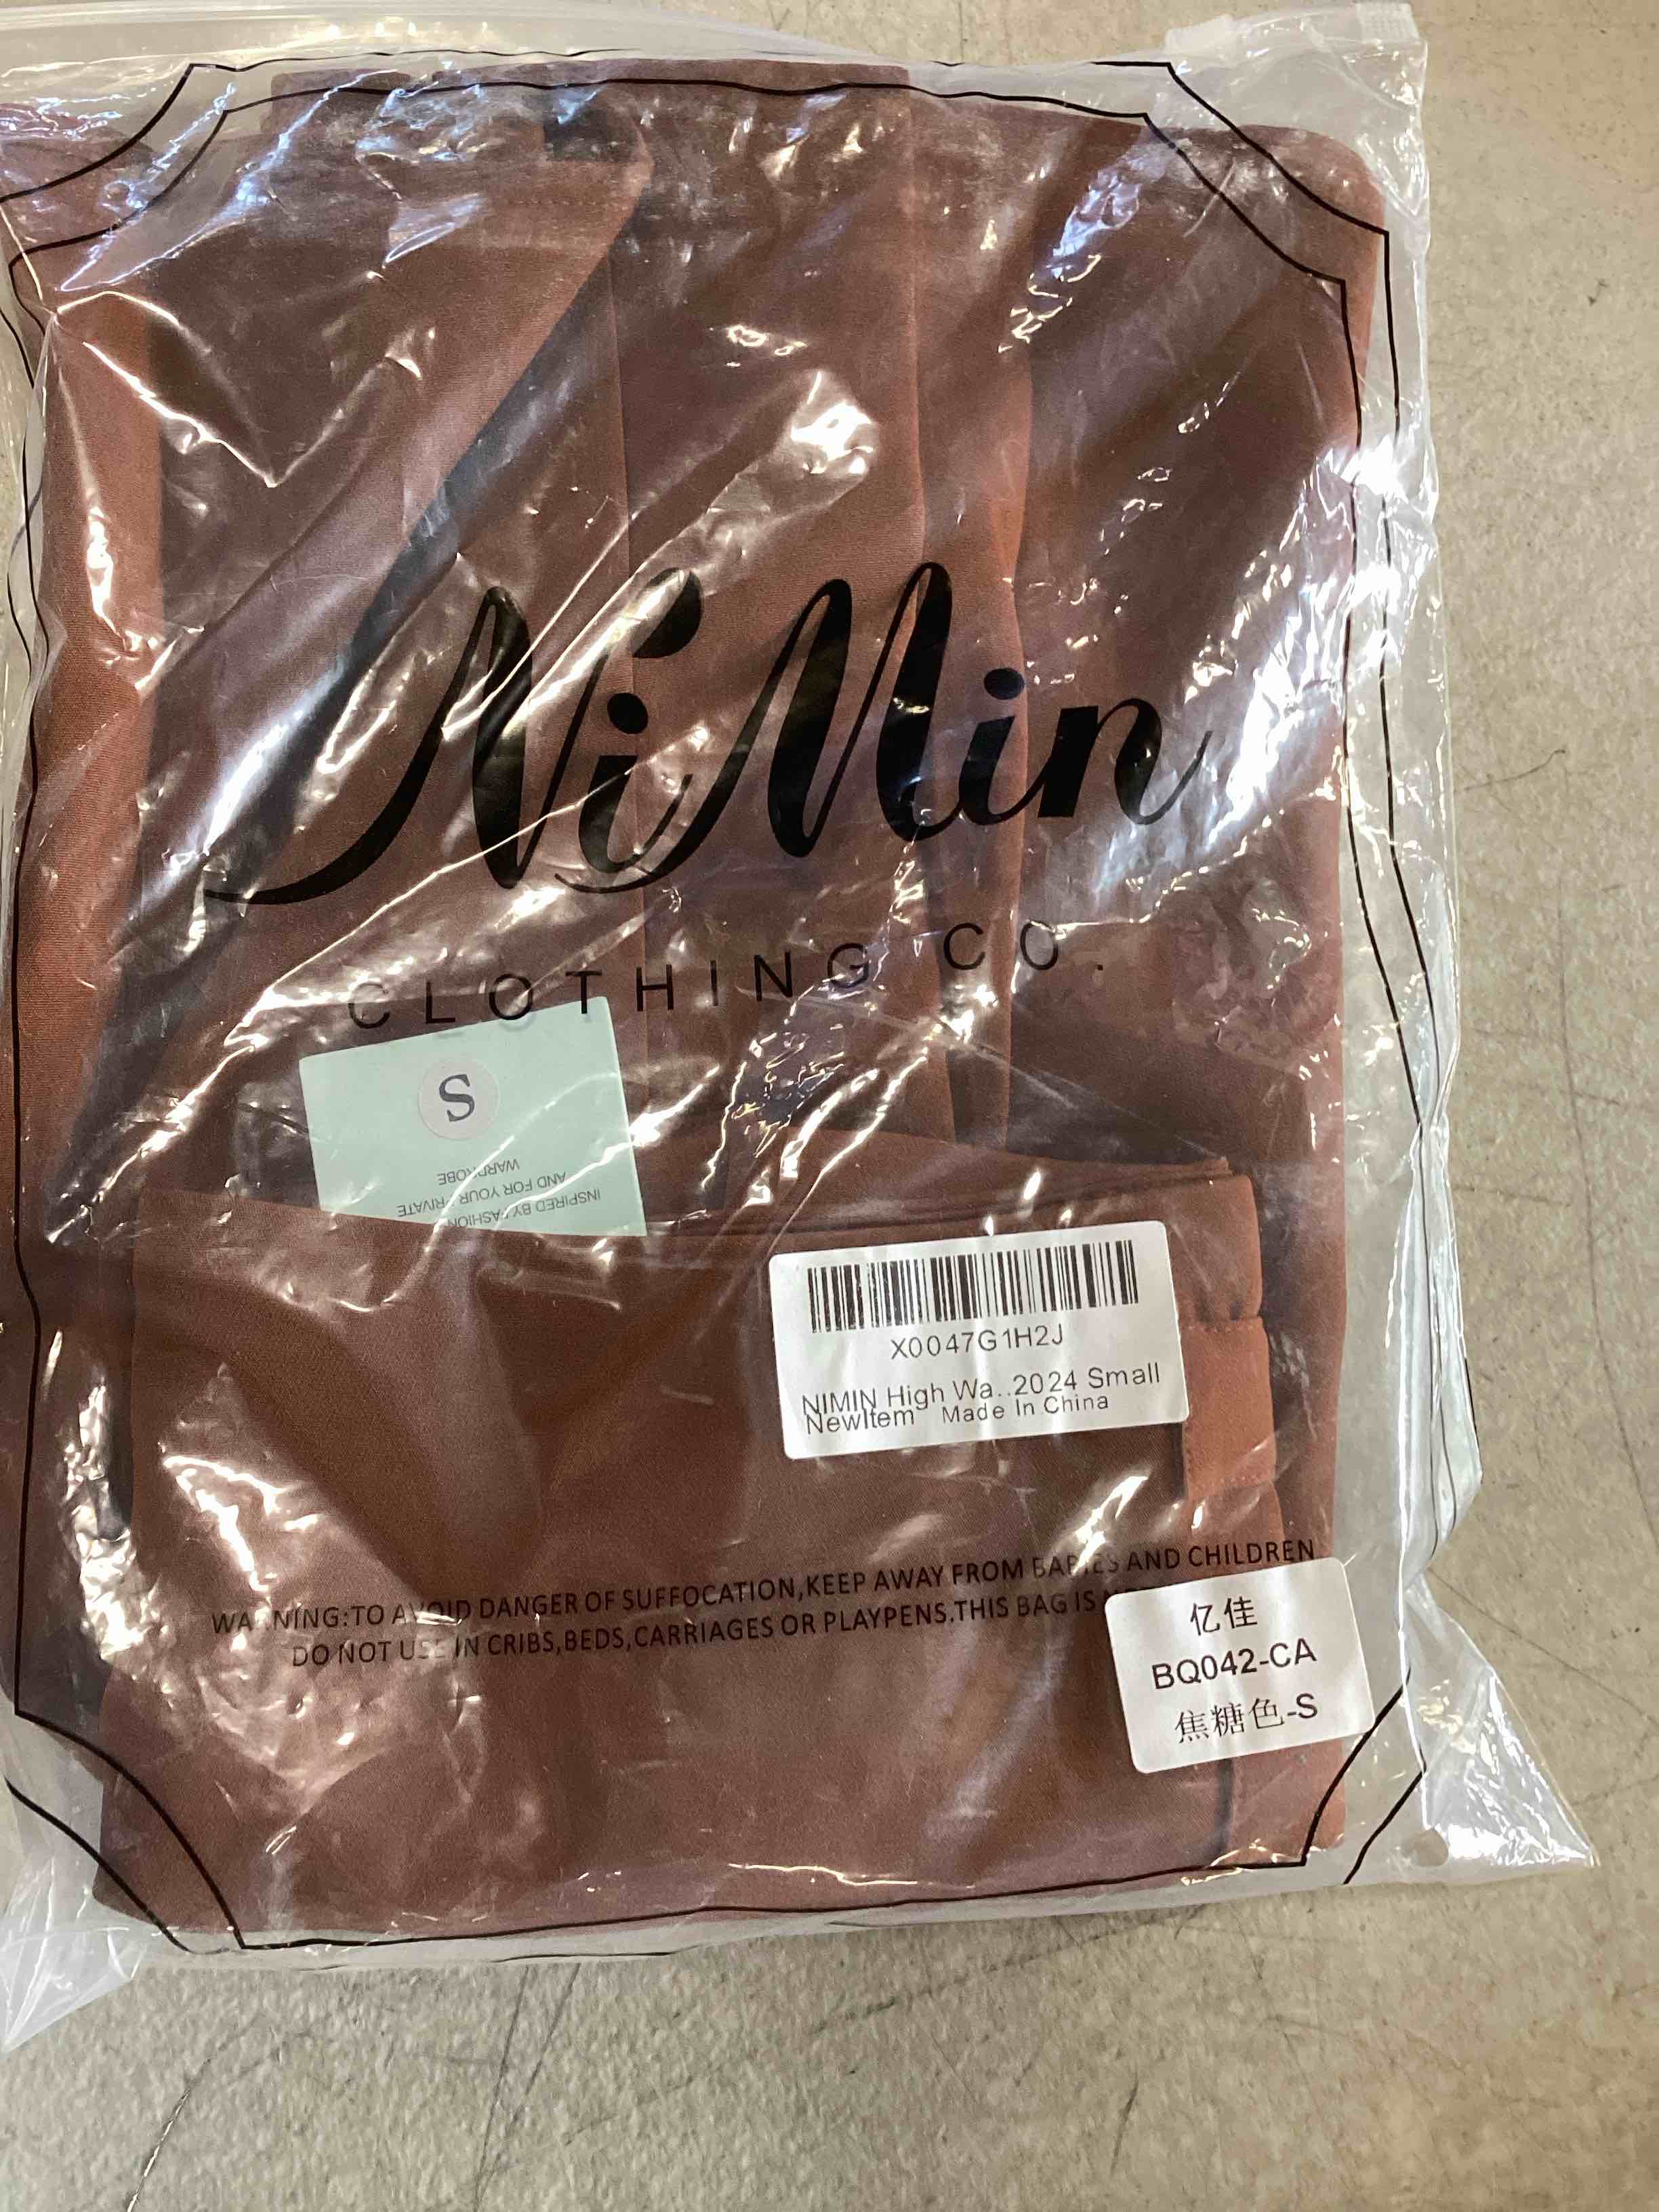 NiMin
CLOTHING CO.
S
INSPIRED BY FASHION
AND FOR YOUR PRIVATE
WARDROBE
X0047G1H2J
NIMIN High Wa..2024 Small
NewItem Made In China
WARNING:TO AVOID DANGER OF SUFFOCATION,KEEP AWAY FROM BABIES AND CHILDREN
DO NOT USE IN CRIBS,BEDS,CARRIAGES OR PLAYPENS.THIS BAG IS
亿佳
BQ042-CA
焦糖色-S